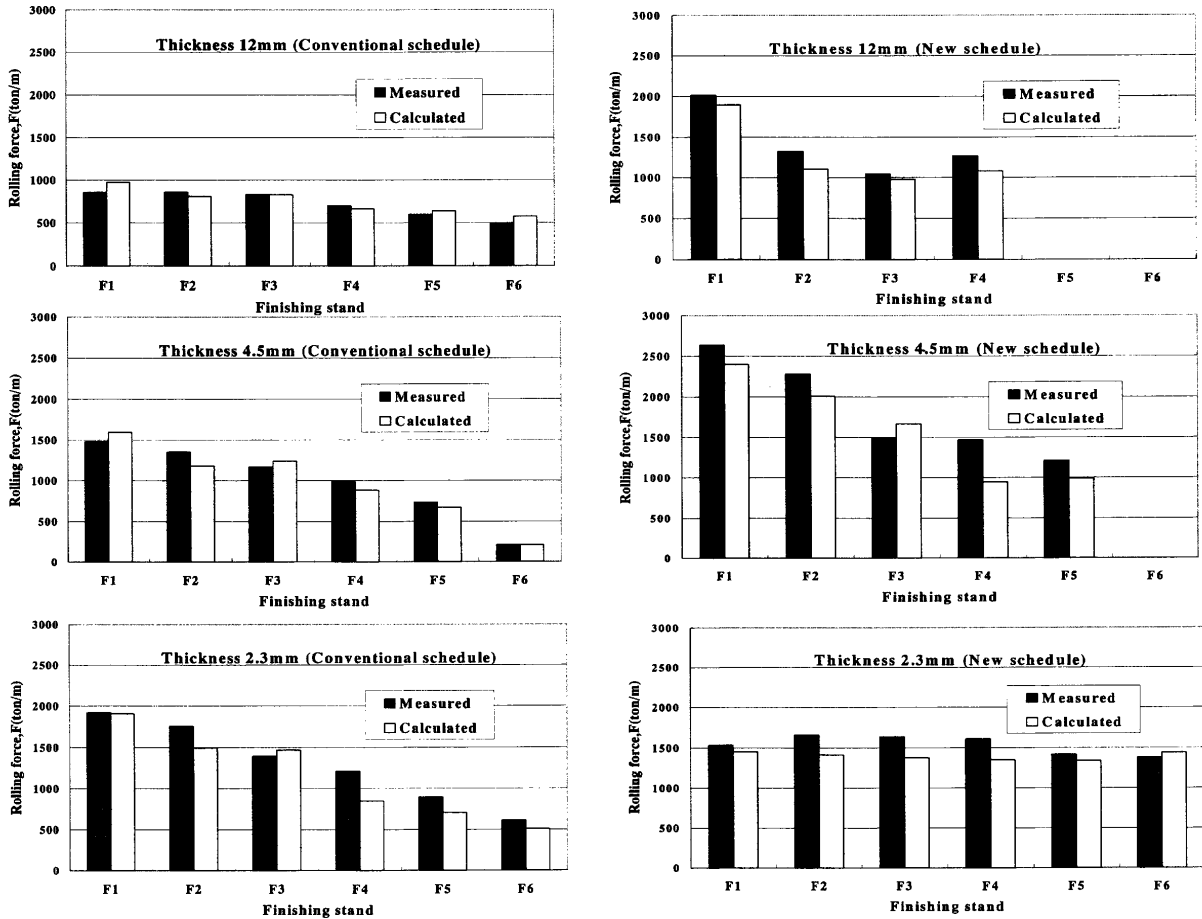 Thickness 12mm (Conventional schedule)
Measured
Calculated
Rolling force,F(ton/m)
3000
2500
2000
1500
1000
500
0
F1 F2 F3 F4 F5 F6
Finishing stand
Thickness 12mm (New schedule)
Measured
Calculated
Rolling force,F(ton/m)
3000
2500
2000
1500
1000
500
0
F1 F2 F3 F4 F5 F6
Finishing stand
Thickness 4.5mm (Conventional schedule)
Measured
Calculated
Rolling force,F(ton/m)
3000
2500
2000
1500
1000
500
0
F1 F2 F3 F4 F5 F6
Finishing stand
Thickness 4.5mm (New schedule)
Measured
Calculated
Rolling force,F(ton/m)
3000
2500
2000
1500
1000
500
0
F1 F2 F3 F4 F5 F6
Finishing stand
Thickness 2.3mm (Conventional schedule)
Measured
Calculated
Rolling force,F(ton/m)
3000
2500
2000
1500
1000
500
0
F1 F2 F3 F4 F5 F6
Finishing stand
Thickness 2.3mm (New schedule)
Measured
Calculated
Rolling force,F(ton/m)
3000
2500
2000
1500
1000
500
0
F1 F2 F3 F4 F5 F6
Finishing stand